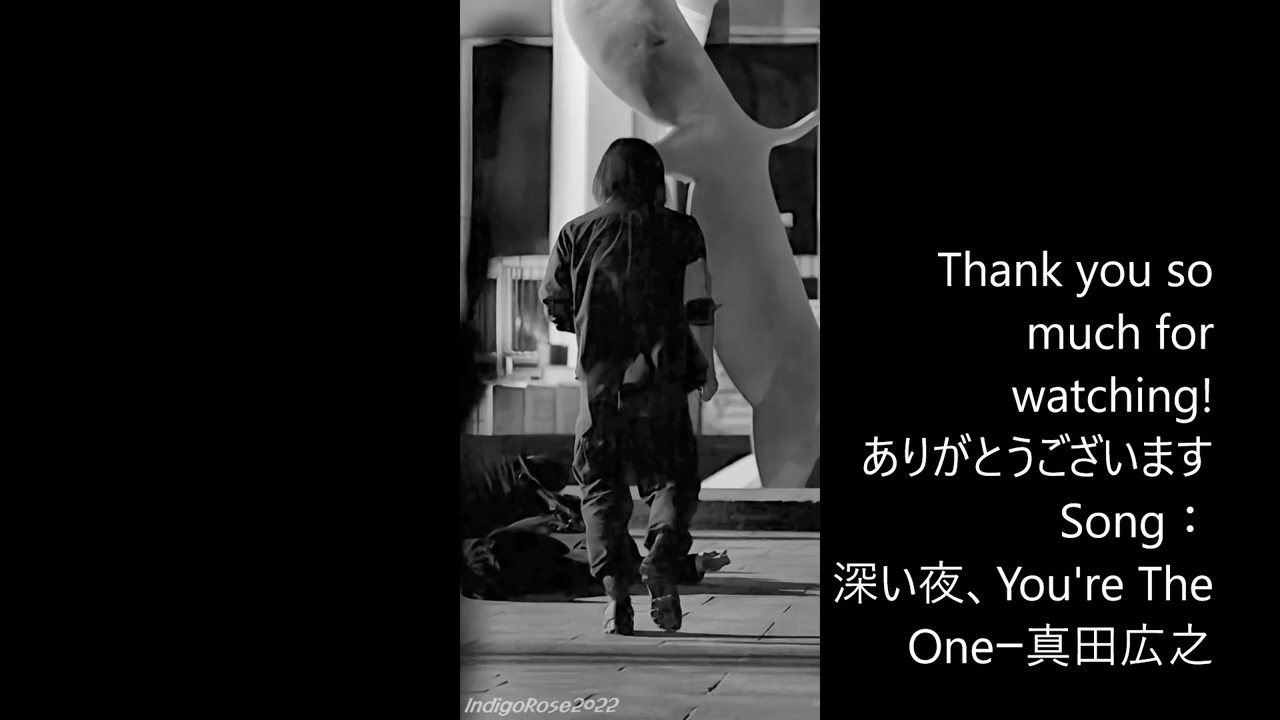 Thank you so
much for
watching!
ありがとうございます
Song：
深い夜、You're The
One−真田広之
IndigoRose2o22